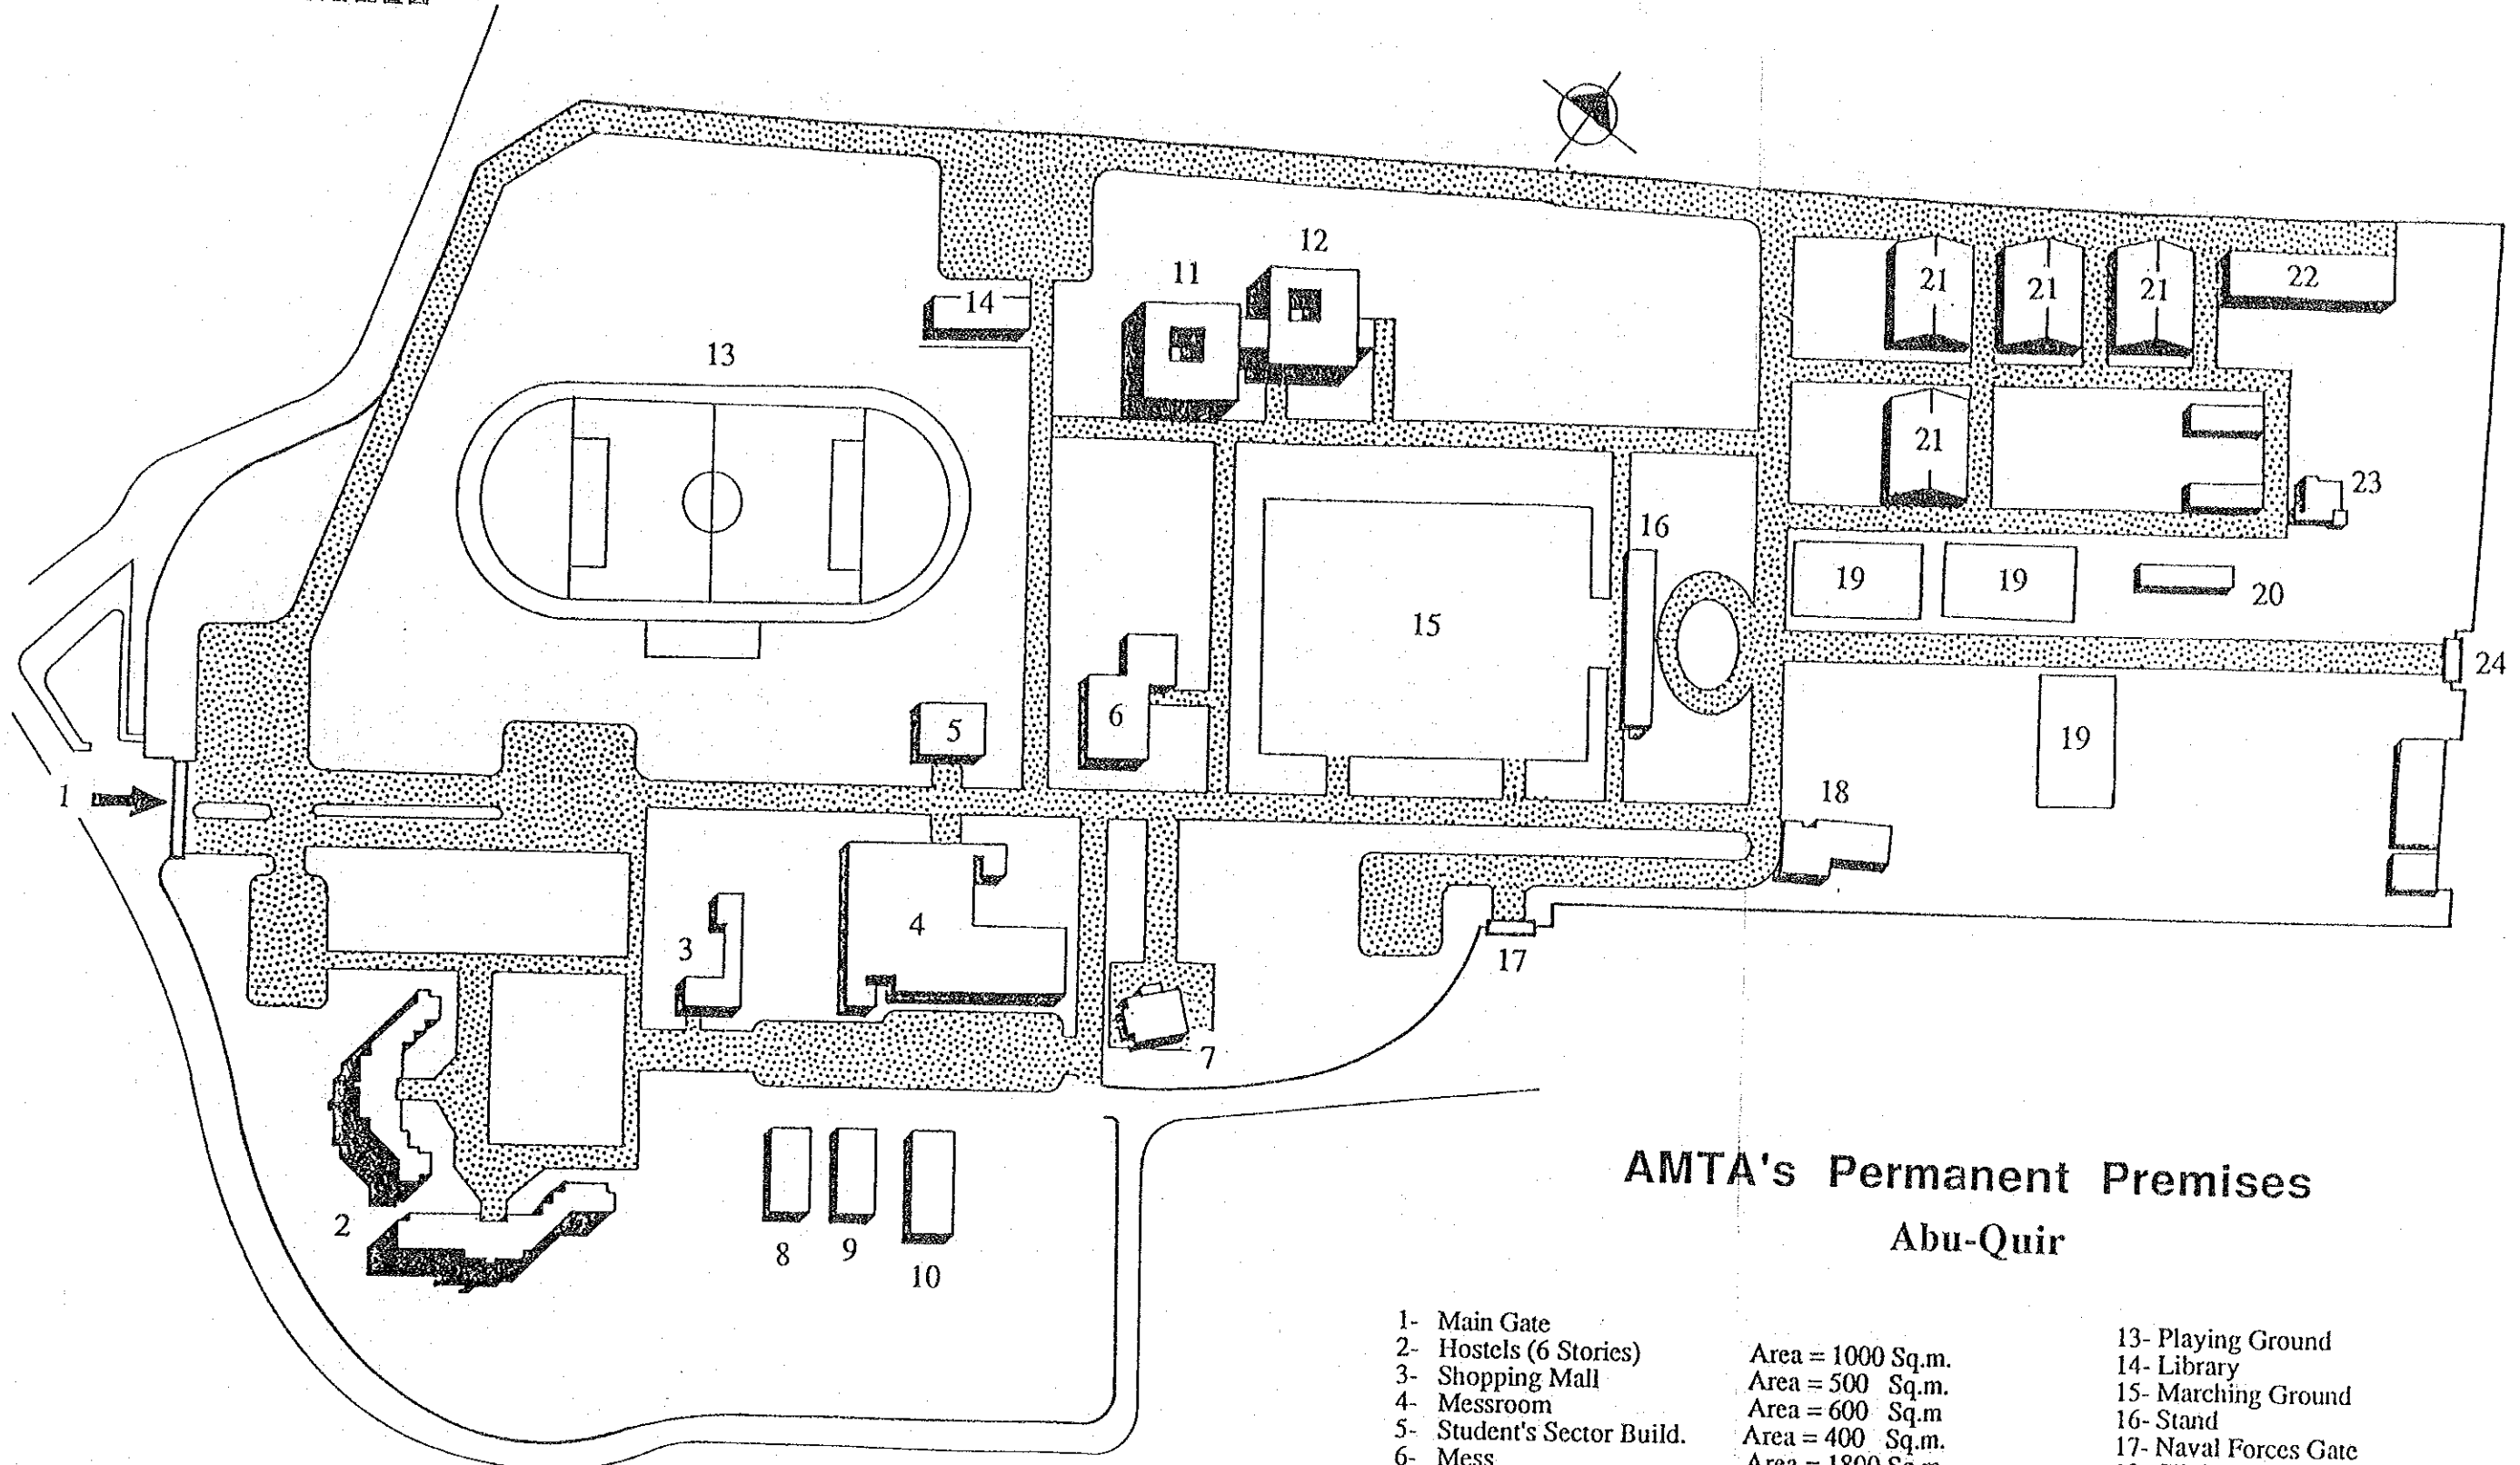 12
11
14
13
21
21
21
22
21
23
16
19
19
20
15
24
6
5
19
1
18
4
3
17
7
2
8
9
10
AMTA's Permanent Premises
Abu-Quir
1- Main Gate
2- Hostels (6 Stories) Area = 1000 Sq.m.
3- Shopping Mall Area = 500 Sq.m.
4- Messroom Area = 600 Sq.m
5- Student's Sector Build. Area = 400 Sq.m.
6- Mess Area = 1800 Sq.m
13- Playing Ground
14- Library
15- Marching Ground
16- Stand
17- Naval Forces Gate